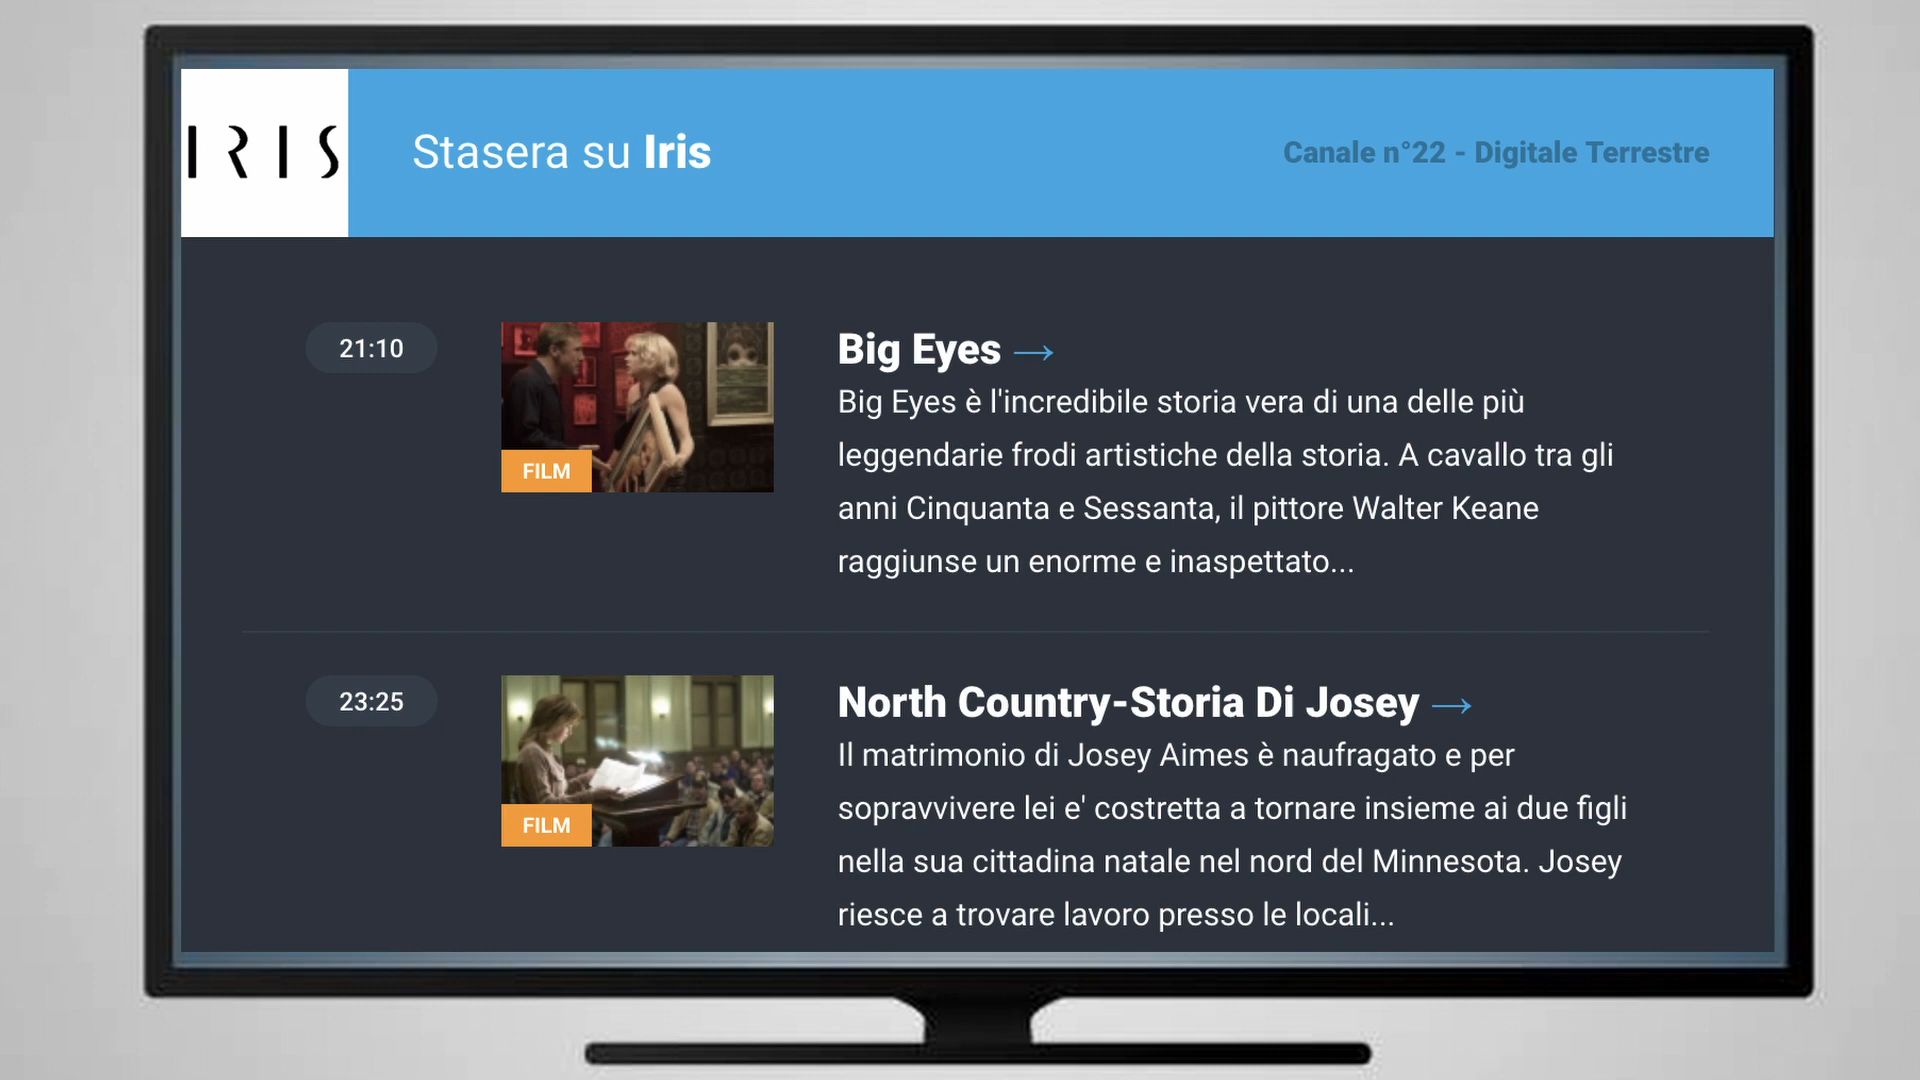 IRIS
Stasera su Iris
Canale n°22 - Digitale Terrestre
21:10
FILM
Big Eyes →
Big Eyes è l'incredibile storia vera di una delle più
leggendarie frodi artistiche della storia. A cavallo tra gli
anni Cinquanta e Sessanta, il pittore Walter Keane
raggiunse un enorme e inaspettato...
23:25
FILM
North Country-Storia Di Josey →
Il matrimonio di Josey Aimes è naufragato e per
sopravvivere lei e' costretta a tornare insieme ai due figli
nella sua cittadina natale nel nord del Minnesota. Josey
riesce a trovare lavoro presso le locali...